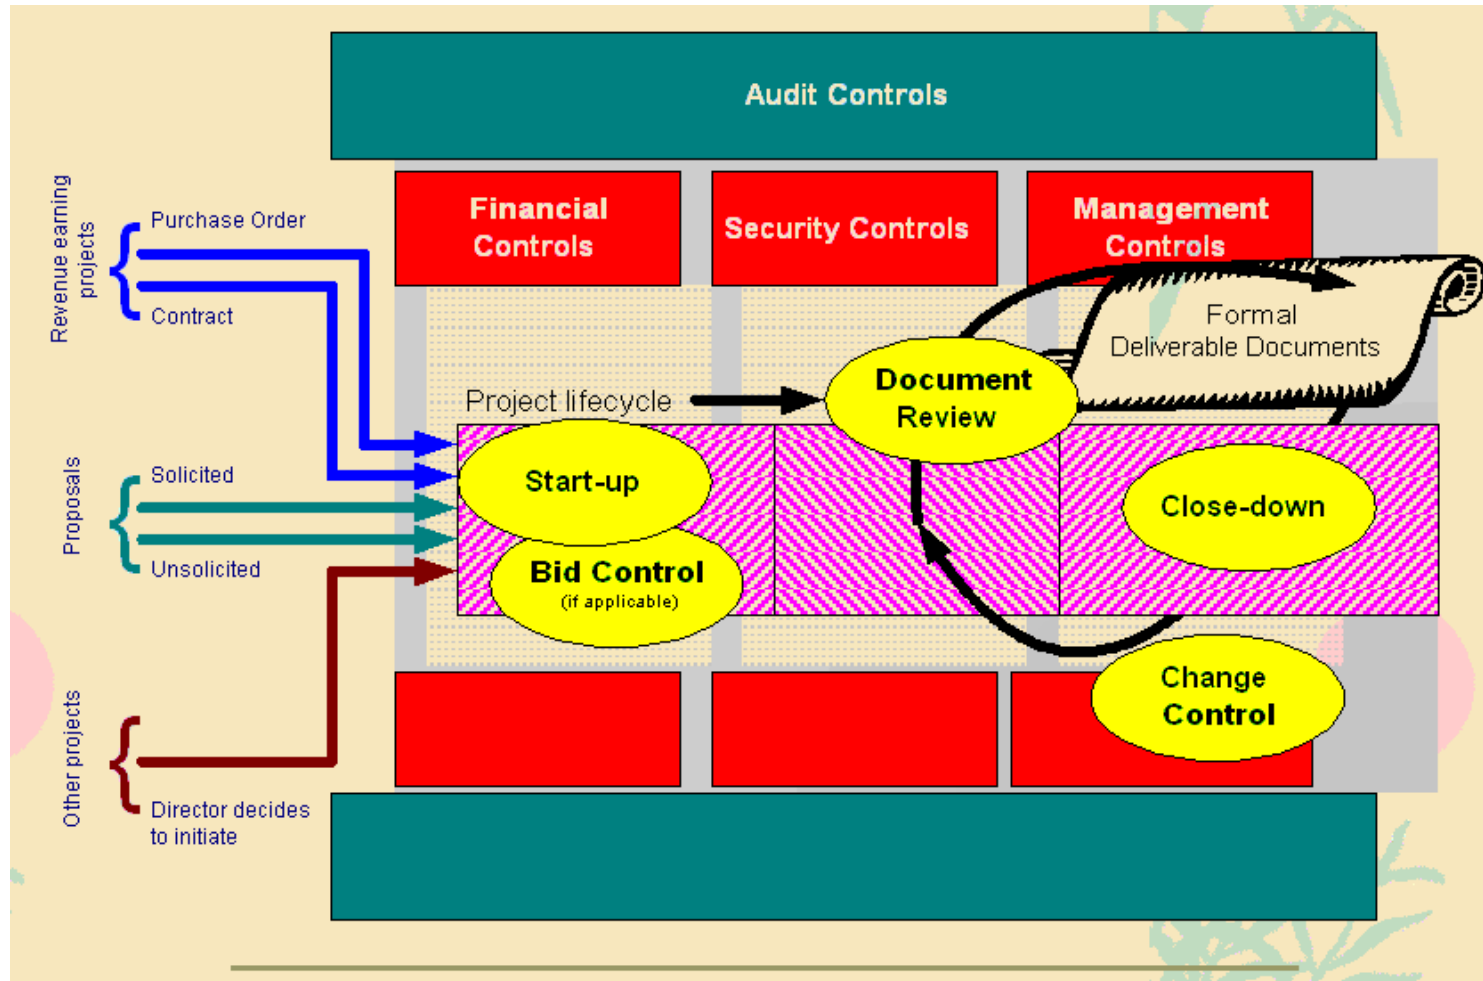 Audit Controls
Financial
Controls
Security Controls
Management
Controls
Revenue earning
projects
Purchase Order
Contract
Formal
Deliverable Documents
Document
Review
Project lifecycle
Proposals
Solicited
Unsolicited
Start-up
Bid Control
(if applicable)
Close-down
Change
Control
Other projects
Director decides
to initiate